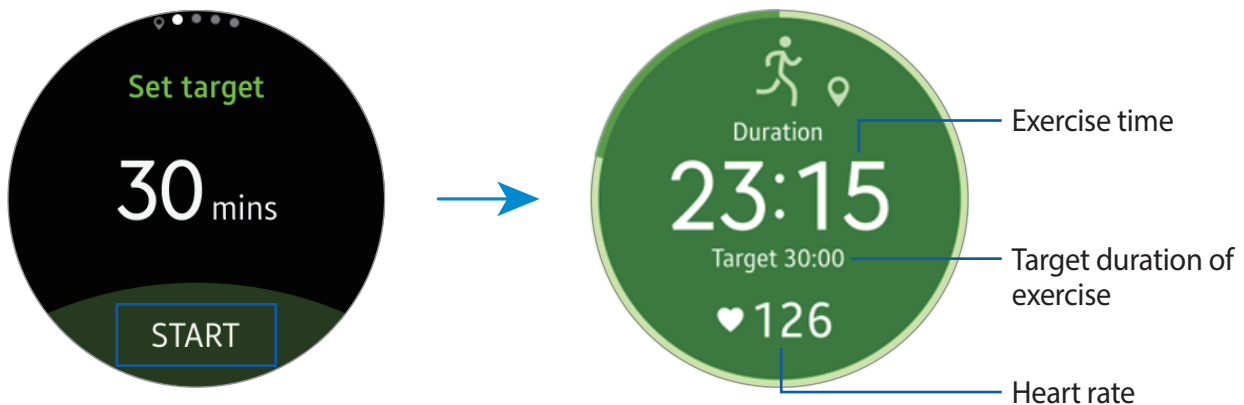 Set target
30 mins
START
Duration
23:15
Target 30:00
126
Exercise time
Target duration of
exercise
Heart rate